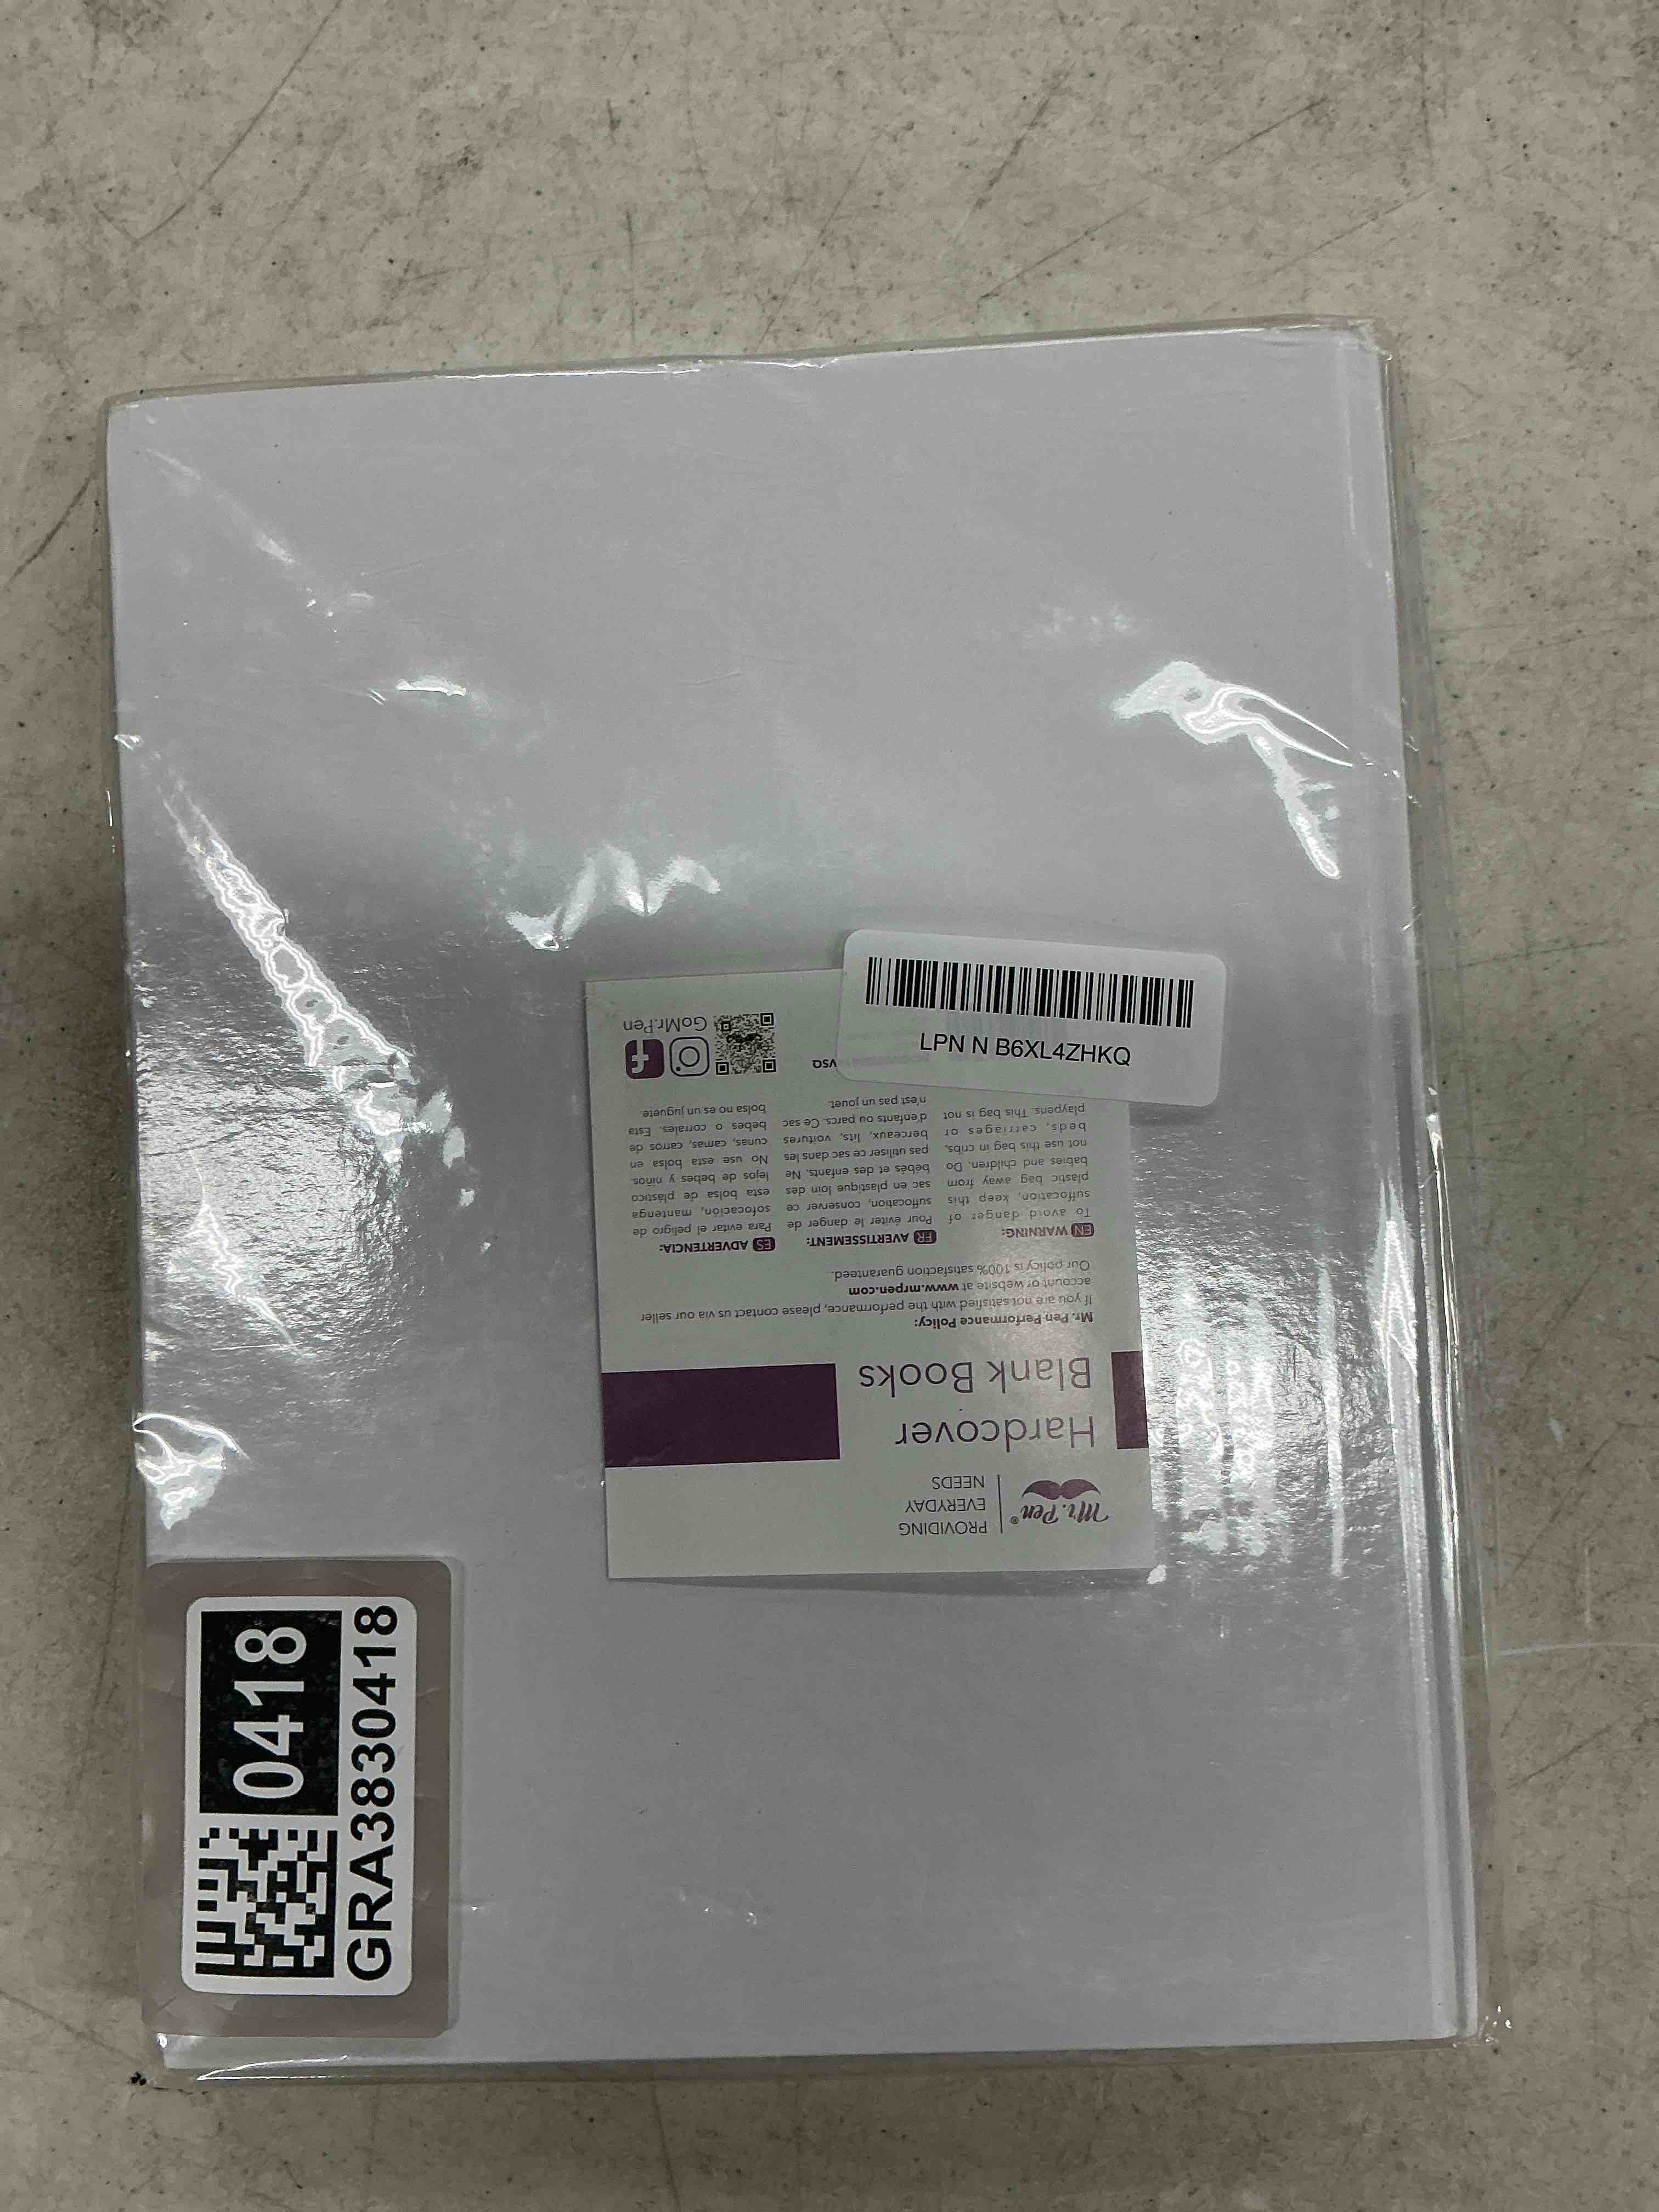 Mr. Pen®
PROVIDING
EVERYDAY
NEEDS
Hardcover
Blank Books
Mr. Pen Performance Policy:
If you are not satisfied with the performance, please contact us via our seller
account or website at www.mrpen.com
Our policy is 100% satisfaction guaranteed.
EN WARNING:
To avoid danger of
suffocation, keep this
plastic bag away from
babies and children. Do
not use this bag in cribs,
beds, carriages or
playpens. This bag is not
FR AVERTISSEMENT:
Pour éviter le danger de
suffocation, conserver ce
sac en plastique loin des
bébés et des enfants. Ne
pas utiliser ce sac dans les
berceaux, lits, voitures
d'enfants ou parcs. Ce sac
n'est pas un jouet.
ES ADVERTENCIA:
Para evitar el peligro de
sofocación, mantenga
esta bolsa de plástico
lejos de bebes y niños.
No use esta bolsa en
cunas, camas, carros de
bebes o corrales. Esta
bolsa no es un juguete.
GoMr.Pen
LPN N B6XL4ZHKQ
0418
GRA3830418